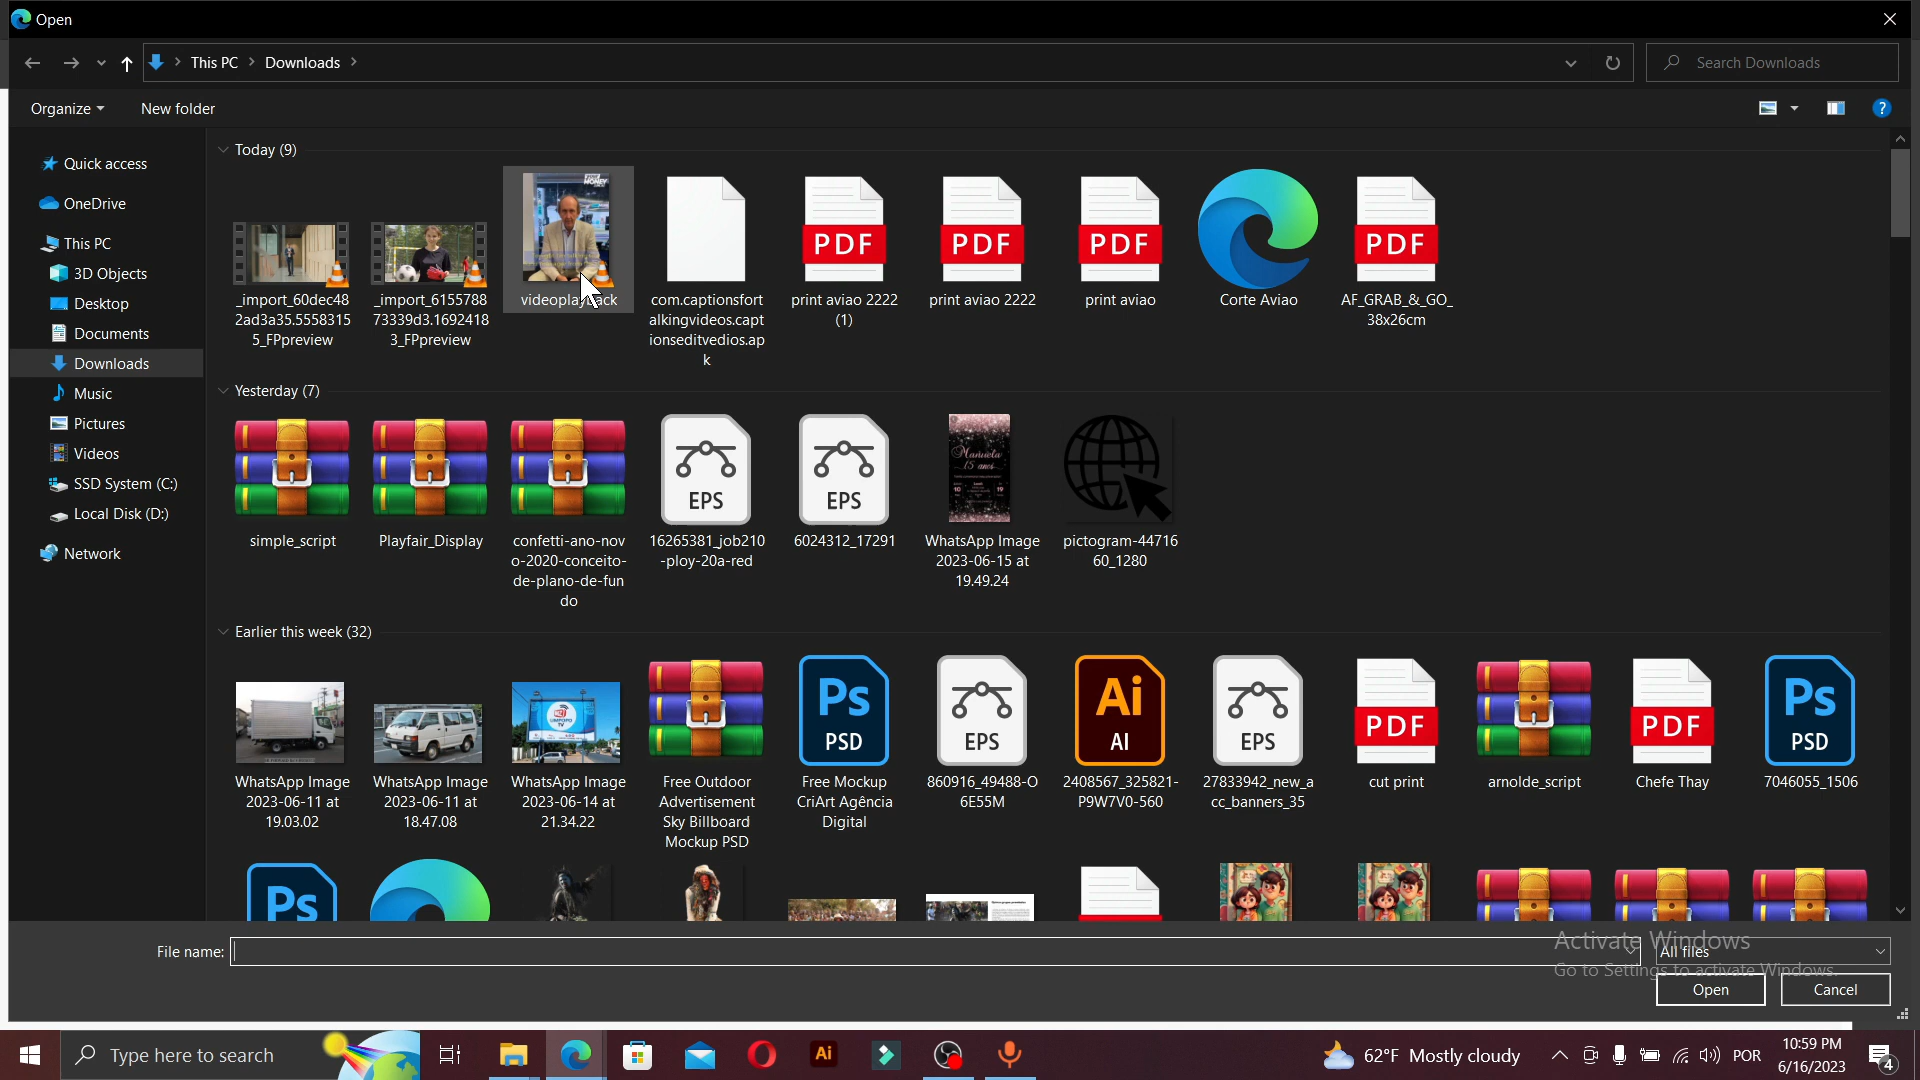 Open
This PC
Downloads
Search Downloads
Organize
New folder
Quick access
OneDrive
This PC
3D Objects
Desktop
Documents
Downloads
Music
Pictures
Videos
SSD System (C:)
Local Disk (D:)
Network
Today (9)
_import_60dec48
2ad3a35.5558315
5_FPpreview
_import_6155788
73339d3.1692418
3_FPpreview
com.captionsfort
alkingvideos.capt
ionseditvedios.ap
k
PDF
print aviao 2222
(1)
PDF
print aviao 2222
PDF
print aviao
Corte Aviao
PDF
AF_GRAB_&_GO_
38x26cm
Yesterday (7)
simple_script
Playfair_Display
confetti-ano-nov
o-2020-conceito-
de-plano-de-fun
do
EPS
16265381_job210
-ploy-20a-red
EPS
6024312_17291
Manuela
15 anos
WhatsApp Image
2023-06-15 at
19.49.24
pictogram-44716
60_1280
Earlier this week (32)
WhatsApp Image
2023-06-11 at
19.03.02
WhatsApp Image
2023-06-11 at
18.47.08
WhatsApp Image
2023-06-14 at
21.34.22
Free Outdoor
Advertisement
Sky Billboard
Mockup PSD
Ps
PSD
Free Mockup
CriArt Agência
Digital
EPS
860916_49488-O
6E55M
Ai
AI
2408567_325821-
P9W7V0-560
EPS
27833942_new_a
cc_banners_35
PDF
cut print
arnolde_script
PDF
Chefe Thay
Ps
PSD
7046055_1506
Ps
File name:
All files
Activate Windows
Go to Settings to activate Windows.
Open
Cancel
Type here to search
Ai
62°F Mostly cloudy
POR
10:59 PM
6/16/2023
4